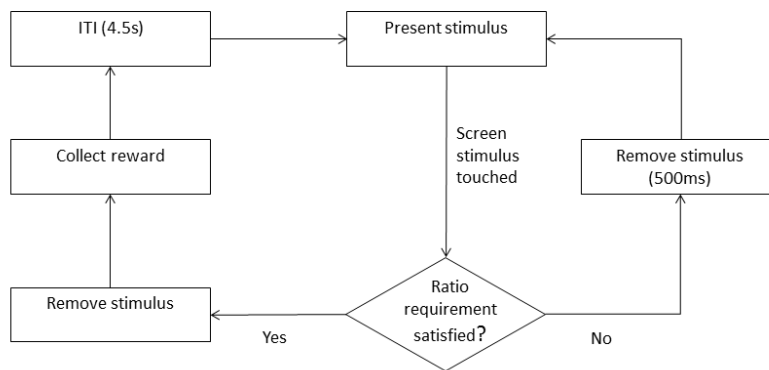 ITI (4.5s)
Present stimulus
Screen
stimulus
touched
Collect reward
Remove stimulus
(500ms)
Ratio
requirement
satisfied?
Remove stimulus
Yes
No